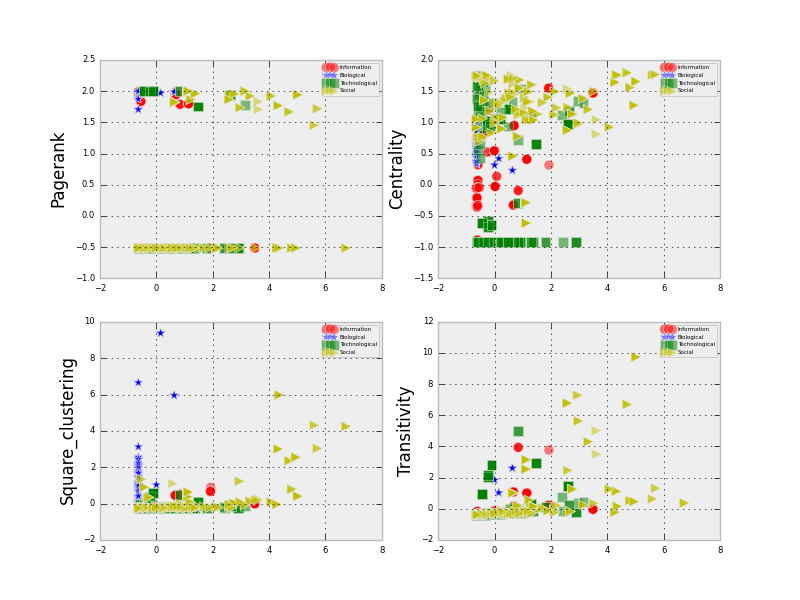 2.5
2.0
1.5
1.0
0.5
0.0
−0.5
−1.0
−2 0 2 4 6 8
Pagerank
Information
Biological
Technological
Social
2.0
1.5
1.0
0.5
0.0
−0.5
−1.0
−1.5
−2 0 2 4 6 8
Centrality
Information
Biological
Technological
Social
10
8
6
4
2
0
−2
−2 0 2 4 6 8
Square_clustering
Information
Biological
Technological
Social
12
10
8
6
4
2
0
−2
−2 0 2 4 6 8
Transitivity
Information
Biological
Technological
Social